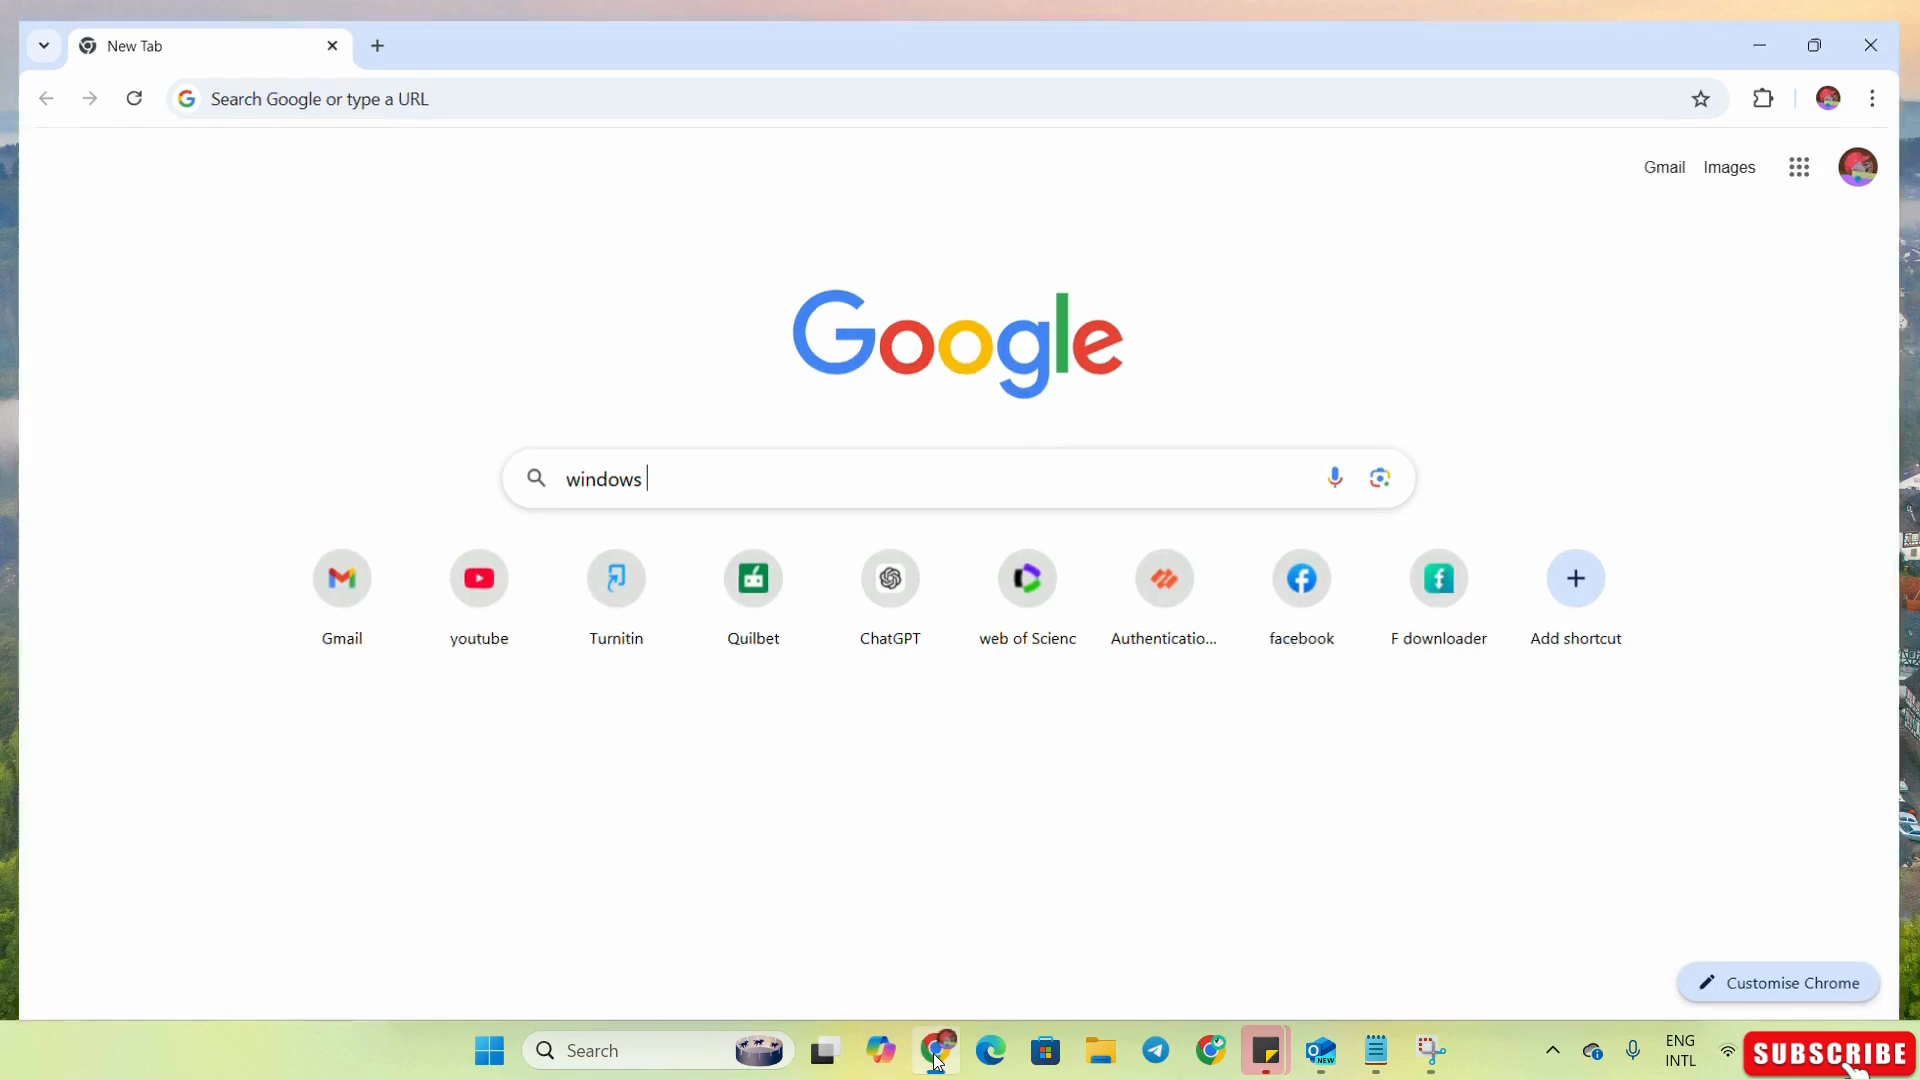 New Tab
Search Google or type a URL
Gmail Images
Google
windows
Gmail youtube Turnitin Quilbet ChatGPT web of Scienc Authenticatio... facebook F downloader Add shortcut
Customise Chrome
Search
NEW
ENG
INTL
SUBSCRIBE